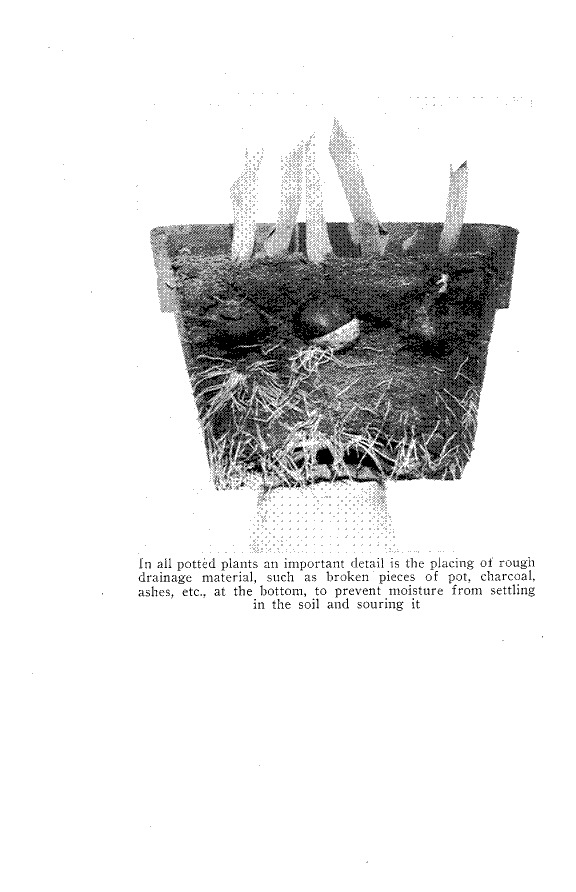 In all potted plants an important detail is the placing of rough
drainage material, such as broken pieces of pot, charcoal,
ashes, etc., at the bottom, to prevent moisture from settling
in the soil and souring it